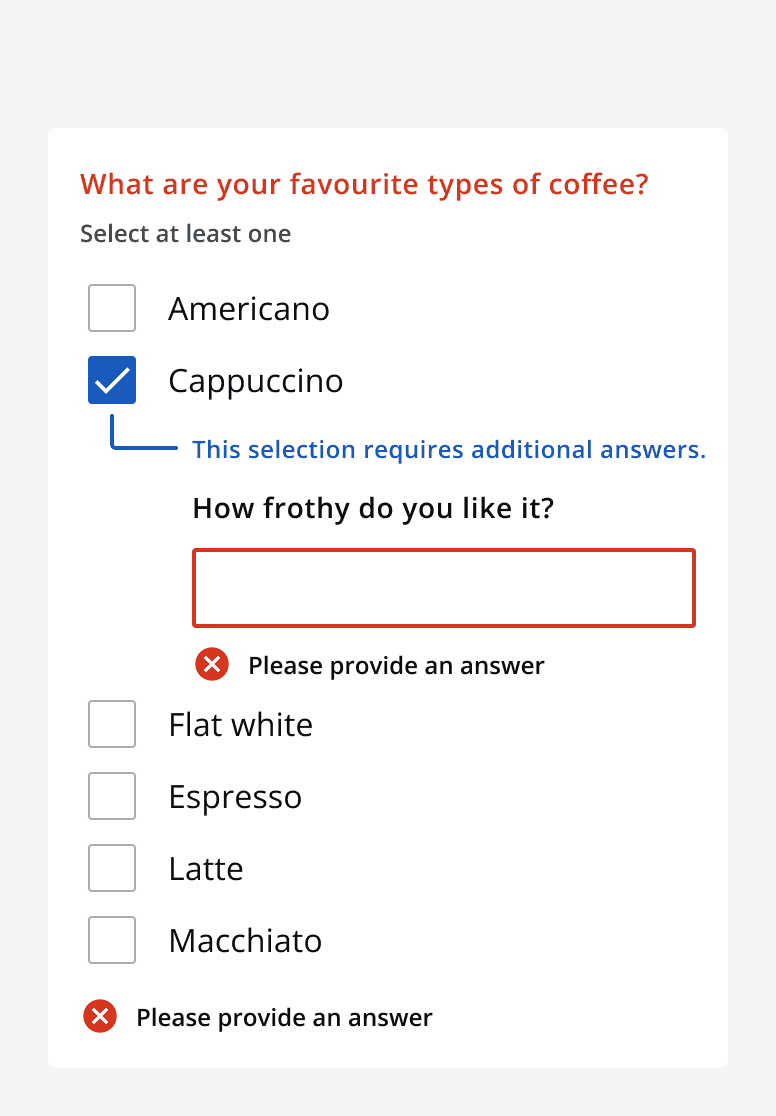 What are your favourite types of coffee?
Select at least one
Americano
Cappuccino
This selection requires additional answers.
How frothy do you like it?
Please provide an answer
Flat white
Espresso
Latte
Macchiato
Please provide an answer